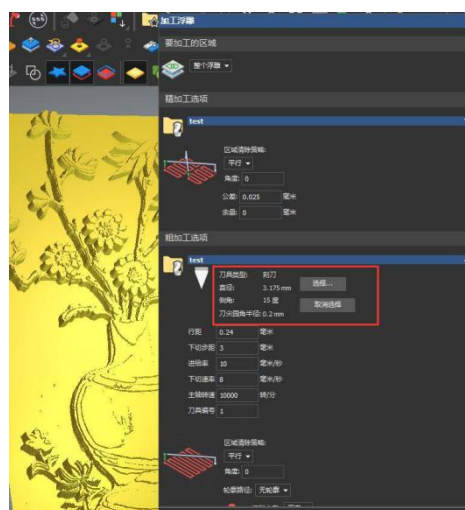 加工浮雕
要加工的区域
整个浮雕
精加工选项
test
区域清除策略:
平行
角度: 0
公差: 0.025 毫米
余量: 0 毫米
粗加工选项
test
刀具类型: 刻刀
直径: 3.175 mm
侧角: 15 度
刀尖圆角半径: 0.2 mm
选择...
取消选择
行距 0.24 毫米
下切步距 3 毫米
进给率 10 毫米/秒
下切速率 8 毫米/秒
主轴转速 10000 转/分
刀具编号 1
区域清除策略:
平行
角度: 0
轮廓路径: 无轮廓